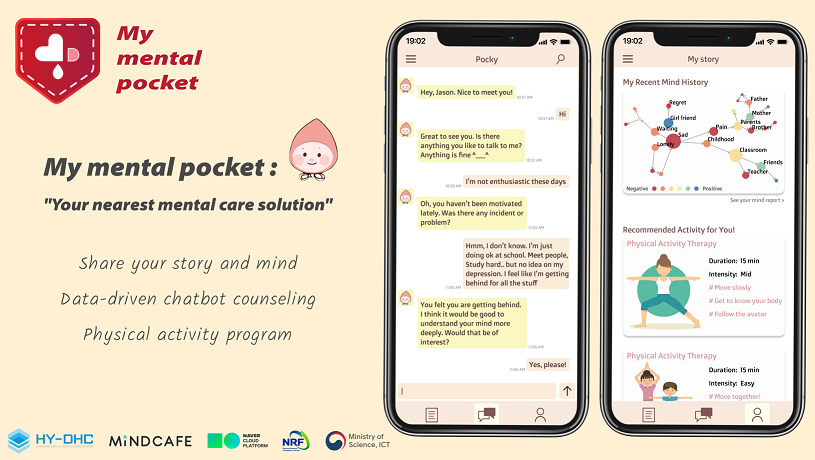 My
mental
pocket
My mental pocket :
"Your nearest mental care solution"
Share your story and mind
Data-driven chatbot counseling
Physical activity program
HY-DHC
MINDCAFE
NAVER
CLOUD
PLATFORM
NRF
Ministry of
Science, ICT
19:02
Pocky
Hey, Jason. Nice to meet you!
10:57 AM
10:57 AM
Hi
Great to see you. Is there
anything you like to talk to me?
Anything is fine ^___^
10:57 AM
I'm not enthusiastic these days
Oh, you haven't been motivated
lately. Was there any incident or
problem?
11:00 AM
Hmm, I don't know. I'm just
doing ok at school. Meet people,
Study hard.. but no idea on my
depression. I feel like I'm getting
behind for all the stuff
11:05 AM
You felt you are getting behind.
I think it would be good to
understand your mind more
deeply. Would that be of
interest?
11:06 AM
Yes, please!
19:02
My story
My Recent Mind History
Regret
Girl friend
Waiting
Sad
Lonely
Pain
Childhood
Father
Mother
Parents
Brother
Classroom
Friends
Teacher
Negative
Positive
See your mind report >
Recommended Activity for You!
Physical Activity Therapy
Duration: 15 min
Intensity: Mid
# Move slowly
# Get to know your body
# Follow the avatar
Physical Activity Therapy
Duration: 15 min
Intensity: Easy
# Move together!